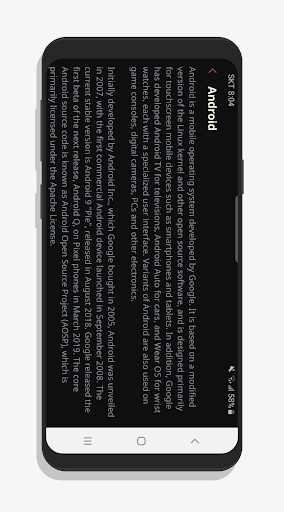 SKT 8:04
58%
Android
Android is a mobile operating system developed by Google. It is based on a modified
version of the Linux kernel and other open source software, and is designed primarily
for touchscreen mobile devices such as smartphones and tablets. In addition, Google
has developed Android TV for televisions, Android Auto for cars, and Wear OS for wrist
watches, each with a specialized user interface. Variants of Android are also used on
game consoles, digital cameras, PCs and other electronics.
Initially developed by Android Inc., which Google bought in 2005, Android was unveiled
in 2007, with the first commercial Android device launched in September 2008. The
current stable version is Android 9 "Pie", released in August 2018. Google released the
first beta of the next release, Android Q, on Pixel phones in March 2019. The core
Android source code is known as Android Open Source Project (AOSP), which is
primarily licensed under the Apache License.